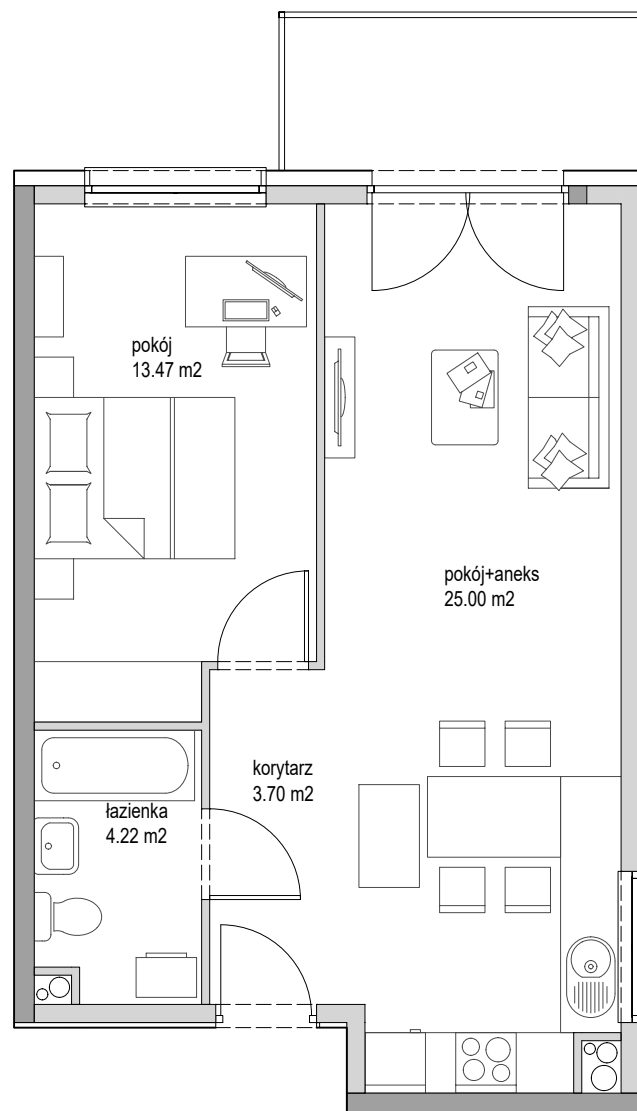 pokój
13.47 m2
pokój+aneks
25.00 m2
korytarz
3.70 m2
łazienka
4.22 m2